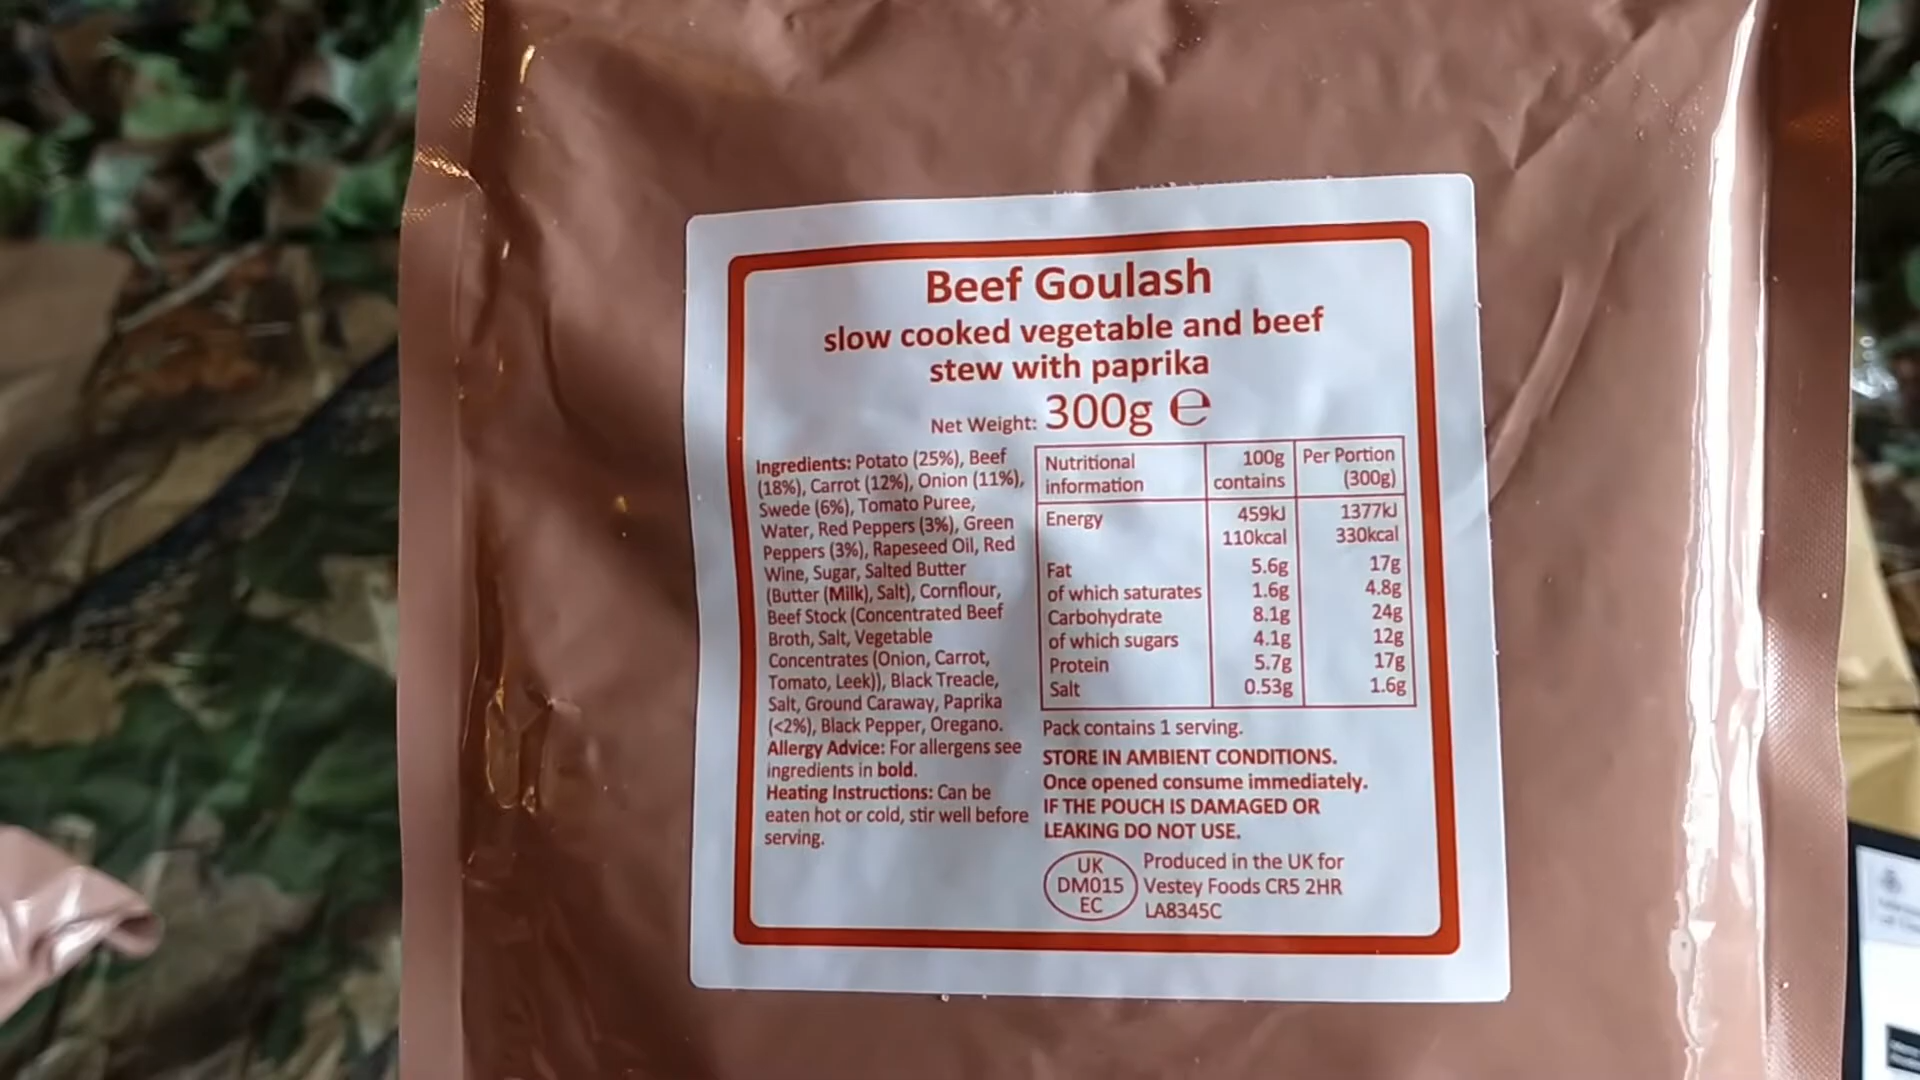 Beef Goulash
slow cooked vegetable and beef
stew with paprika
Net Weight: 300g ℮
Ingredients: Potato (25%), Beef
(18%), Carrot (12%), Onion (11%),
Swede (6%), Tomato Puree,
Water, Red Peppers (3%), Green
Peppers (3%), Rapeseed Oil, Red
Wine, Sugar, Salted Butter
(Butter (Milk), Salt), Cornflour,
Beef Stock (Concentrated Beef
Broth, Salt, Vegetable
Concentrates (Onion, Carrot,
Tomato, Leek)), Black Treacle,
Salt, Ground Caraway, Paprika
(<2%), Black Pepper, Oregano.
Allergy Advice: For allergens see
ingredients in bold.
Heating Instructions: Can be
eaten hot or cold, stir well before
serving.
Nutritional information 100g contains Per Portion (300g)
Energy 459kJ 1377kJ
110kcal 330kcal
Fat 5.6g 17g
of which saturates 1.6g 4.8g
Carbohydrate 8.1g 24g
of which sugars 4.1g 12g
Protein 5.7g 17g
Salt 0.53g 1.6g
Pack contains 1 serving.
STORE IN AMBIENT CONDITIONS.
Once opened consume immediately.
IF THE POUCH IS DAMAGED OR
LEAKING DO NOT USE.
UK
DM015
EC
Produced in the UK for
Vestey Foods CR5 2HR
LA8345C